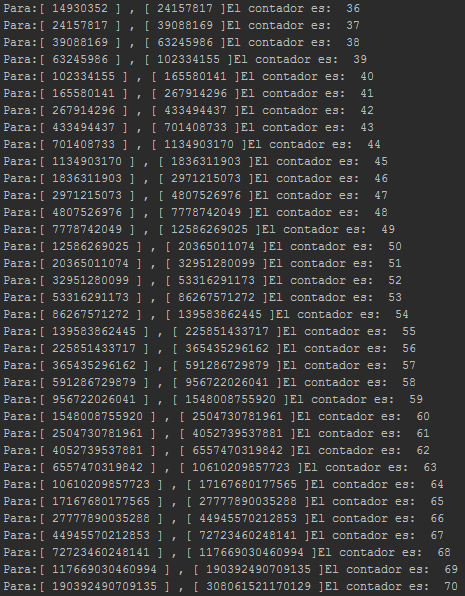 Para:[ 14930352 ] , [ 24157817 ]El contador es:  36
Para:[ 24157817 ] , [ 39088169 ]El contador es:  37
Para:[ 39088169 ] , [ 63245986 ]El contador es:  38
Para:[ 63245986 ] , [ 102334155 ]El contador es:  39
Para:[ 102334155 ] , [ 165580141 ]El contador es:  40
Para:[ 165580141 ] , [ 267914296 ]El contador es:  41
Para:[ 267914296 ] , [ 433494437 ]El contador es:  42
Para:[ 433494437 ] , [ 701408733 ]El contador es:  43
Para:[ 701408733 ] , [ 1134903170 ]El contador es:  44
Para:[ 1134903170 ] , [ 1836311903 ]El contador es:  45
Para:[ 1836311903 ] , [ 2971215073 ]El contador es:  46
Para:[ 2971215073 ] , [ 4807526976 ]El contador es:  47
Para:[ 4807526976 ] , [ 7778742049 ]El contador es:  48
Para:[ 7778742049 ] , [ 12586269025 ]El contador es:  49
Para:[ 12586269025 ] , [ 20365011074 ]El contador es:  50
Para:[ 20365011074 ] , [ 32951280099 ]El contador es:  51
Para:[ 32951280099 ] , [ 53316291173 ]El contador es:  52
Para:[ 53316291173 ] , [ 86267571272 ]El contador es:  53
Para:[ 86267571272 ] , [ 139583862445 ]El contador es:  54
Para:[ 139583862445 ] , [ 225851433717 ]El contador es:  55
Para:[ 225851433717 ] , [ 365435296162 ]El contador es:  56
Para:[ 365435296162 ] , [ 591286729879 ]El contador es:  57
Para:[ 591286729879 ] , [ 956722026041 ]El contador es:  58
Para:[ 956722026041 ] , [ 1548008755920 ]El contador es:  59
Para:[ 1548008755920 ] , [ 2504730781961 ]El contador es:  60
Para:[ 2504730781961 ] , [ 4052739537881 ]El contador es:  61
Para:[ 4052739537881 ] , [ 6557470319842 ]El contador es:  62
Para:[ 6557470319842 ] , [ 10610209857723 ]El contador es:  63
Para:[ 10610209857723 ] , [ 17167680177565 ]El contador es:  64
Para:[ 17167680177565 ] , [ 27777890035288 ]El contador es:  65
Para:[ 27777890035288 ] , [ 44945570212853 ]El contador es:  66
Para:[ 44945570212853 ] , [ 72723460248141 ]El contador es:  67
Para:[ 72723460248141 ] , [ 117669030460994 ]El contador es:  68
Para:[ 117669030460994 ] , [ 190392490709135 ]El contador es:  69
Para:[ 190392490709135 ] , [ 308061521170129 ]El contador es:  70